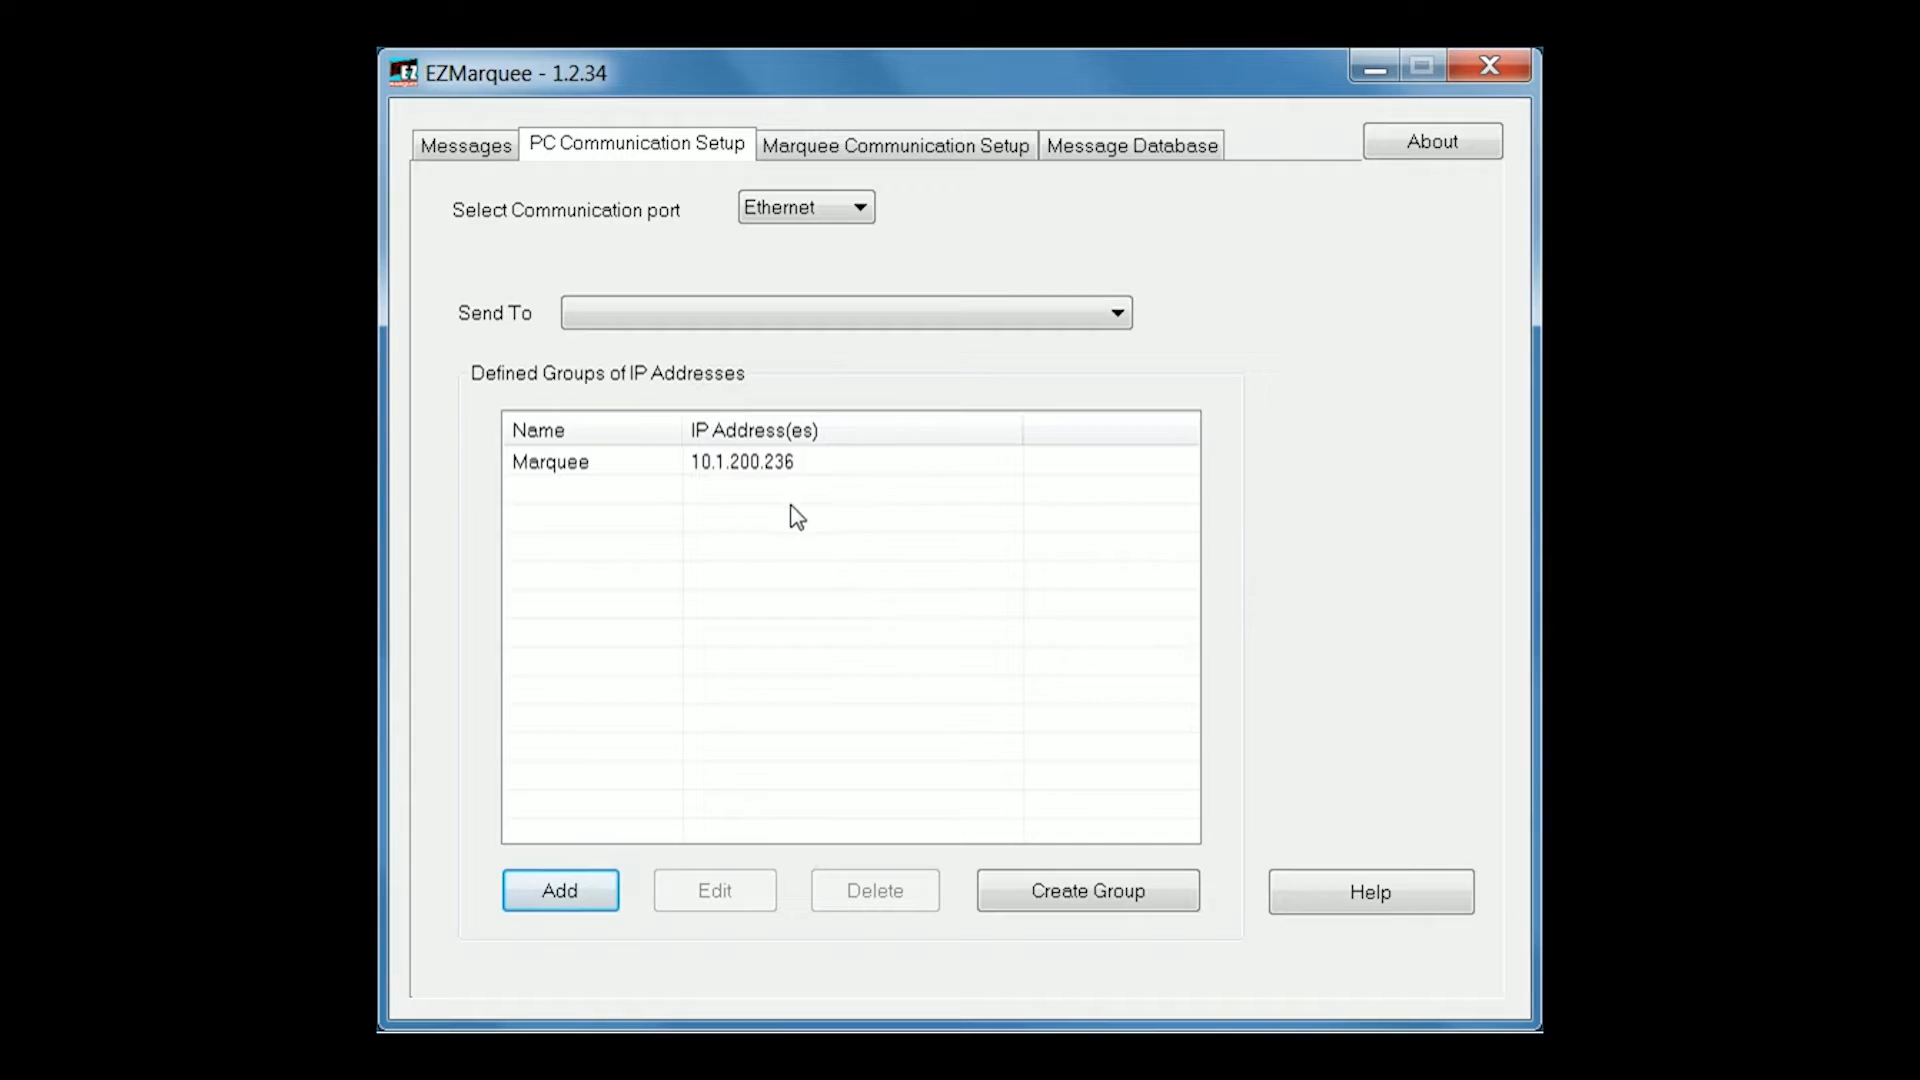 EZMarquee - 1.2.34
Messages PC Communication Setup Marquee Communication Setup Message Database About
Select Communication port Ethernet
Send To
Defined Groups of IP Addresses
Name IP Address(es)
Marquee 10.1.200.236
Add Edit Delete Create Group Help